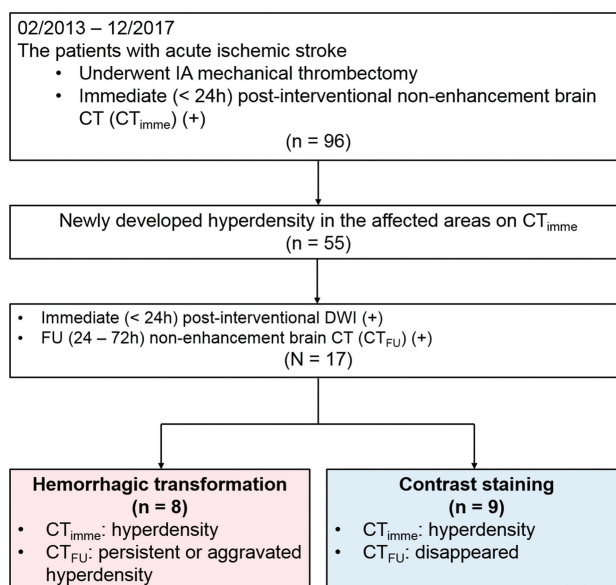 02/2013 – 12/2017
The patients with acute ischemic stroke
• Underwent IA mechanical thrombectomy
• Immediate (< 24h) post-interventional non-enhancement brain
CT (CTimme) (+)
(n = 96)
Newly developed hyperdensity in the affected areas on CTimme
(n = 55)
• Immediate (< 24h) post-interventional DWI (+)
• FU (24 – 72h) non-enhancement brain CT (CTFU) (+)
(N = 17)
Hemorrhagic transformation
(n = 8)
• CTimme: hyperdensity
• CTFU: persistent or aggravated
hyperdensity
Contrast staining
(n = 9)
• CTimme: hyperdensity
• CTFU: disappeared